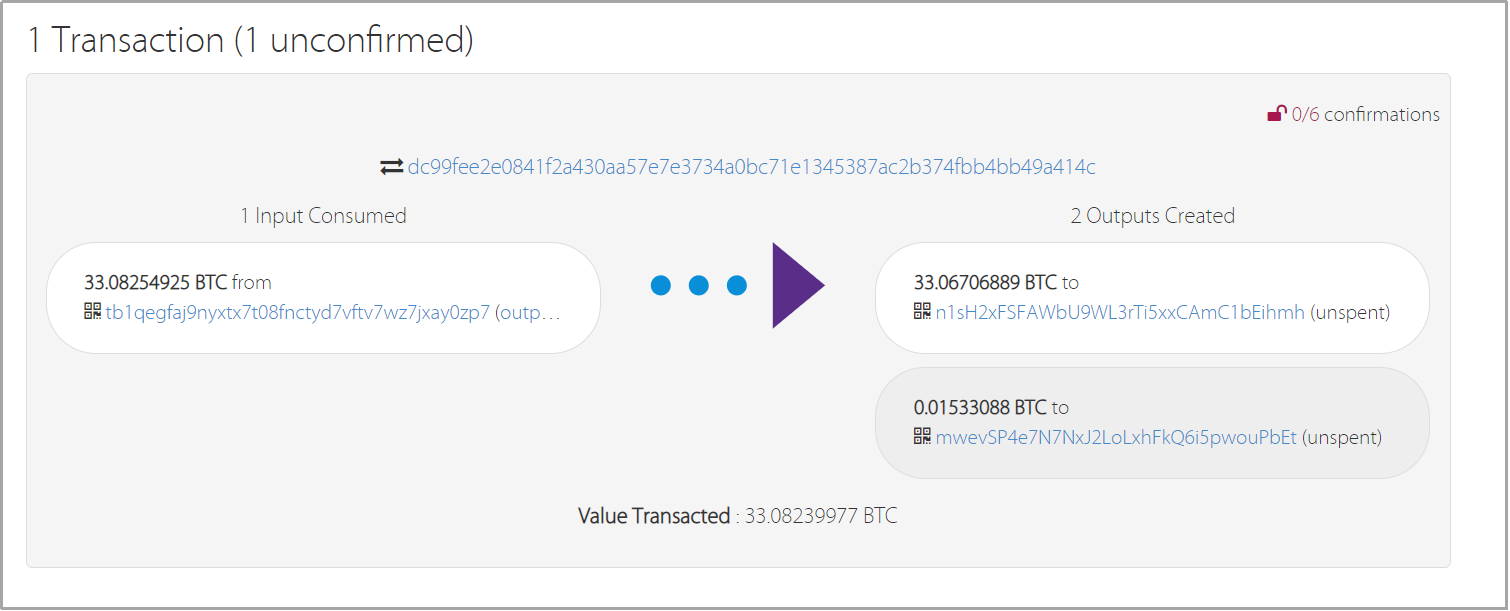 1 Transaction (1 unconfirmed)
0/6 confirmations
dc99fee2e0841f2a430aa57e7e3734a0bc71e1345387ac2b374fbb4bb49a414c
1 Input Consumed
2 Outputs Created
33.08254925 BTC from
tb1qegfaj9nyxtx7t08fnctyd7vftv7wz7jxay0zp7 (outp…
33.06706889 BTC to
n1sH2xFSFAWbU9WL3rTi5xxCAmC1bEihmh (unspent)
0.01533088 BTC to
mwevSP4e7N7NxJ2LoLxhFkQ6i5pwouPbEt (unspent)
Value Transacted : 33.08239977 BTC